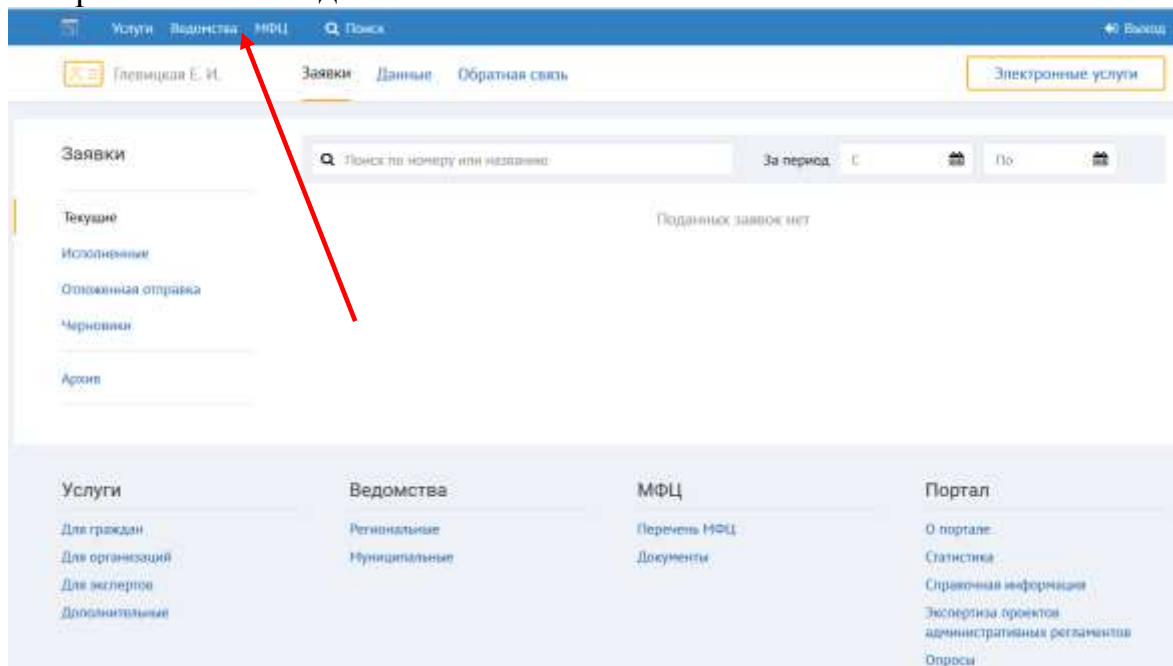 Услуги Ведомства МФЦ Поиск Выход
Глевицкая Е. И. Заявки Данные Обратная связь Электронные услуги
Заявки Поиск по номеру или названию За период С По
Текущие Поданных заявок нет
Исполненные
Отложенная отправка
Черновики
Архив
Услуги Ведомства МФЦ Портал
Для граждан Региональные Перечень МФЦ О портале
Для организаций Муниципальные Документы Статистика
Для экспертов Справочная информация
Дополнительные Экспертиза проектов
административных регламентов
Опросы